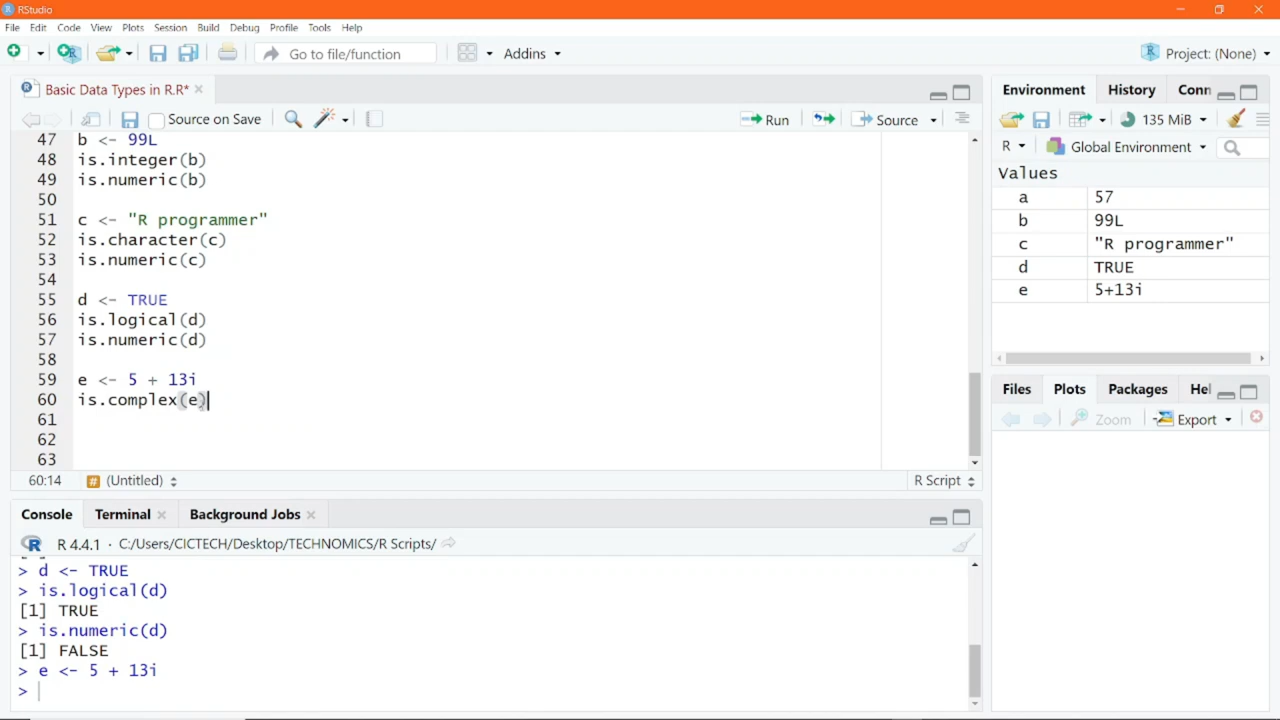 RStudio
File Edit Code View Plots Session Build Debug Profile Tools Help
Go to file/function
Addins
Project: (None)
Basic Data Types in R.R*
Source on Save
Run
Source
47 b <- 99L
48 is.integer(b)
49 is.numeric(b)
50
51 c <- "R programmer"
52 is.character(c)
53 is.numeric(c)
54
55 d <- TRUE
56 is.logical(d)
57 is.numeric(d)
58
59 e <- 5 + 13i
60 is.complex(e)
61
62
63
60:14 # (Untitled) R Script
Console Terminal Background Jobs
R 4.4.1 · C:/Users/CICTECH/Desktop/TECHNOMICS/R Scripts/
> d <- TRUE
> is.logical(d)
[1] TRUE
> is.numeric(d)
[1] FALSE
> e <- 5 + 13i
>
Environment History Conn
135 MiB
R Global Environment
Values
a 57
b 99L
c "R programmer"
d TRUE
e 5+13i
Files Plots Packages Hel
Zoom Export